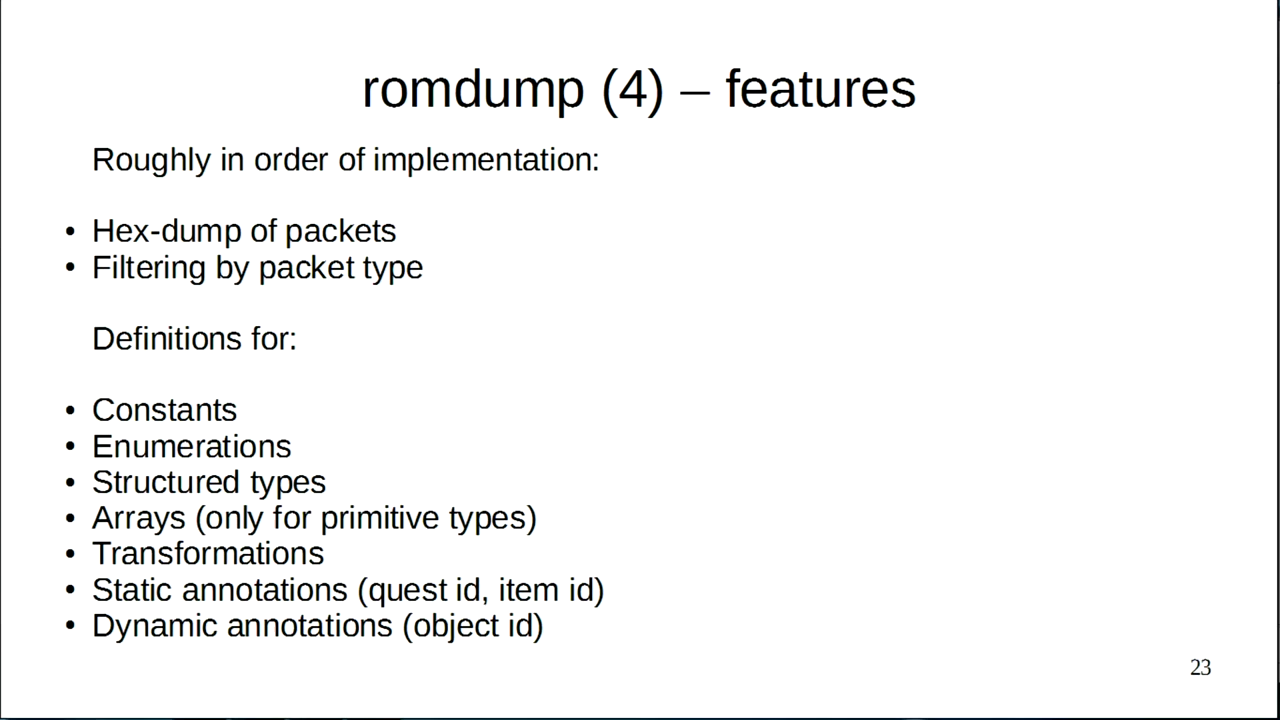 romdump (4) – features
Roughly in order of implementation:
• Hex-dump of packets
• Filtering by packet type
Definitions for:
• Constants
• Enumerations
• Structured types
• Arrays (only for primitive types)
• Transformations
• Static annotations (quest id, item id)
• Dynamic annotations (object id)
23